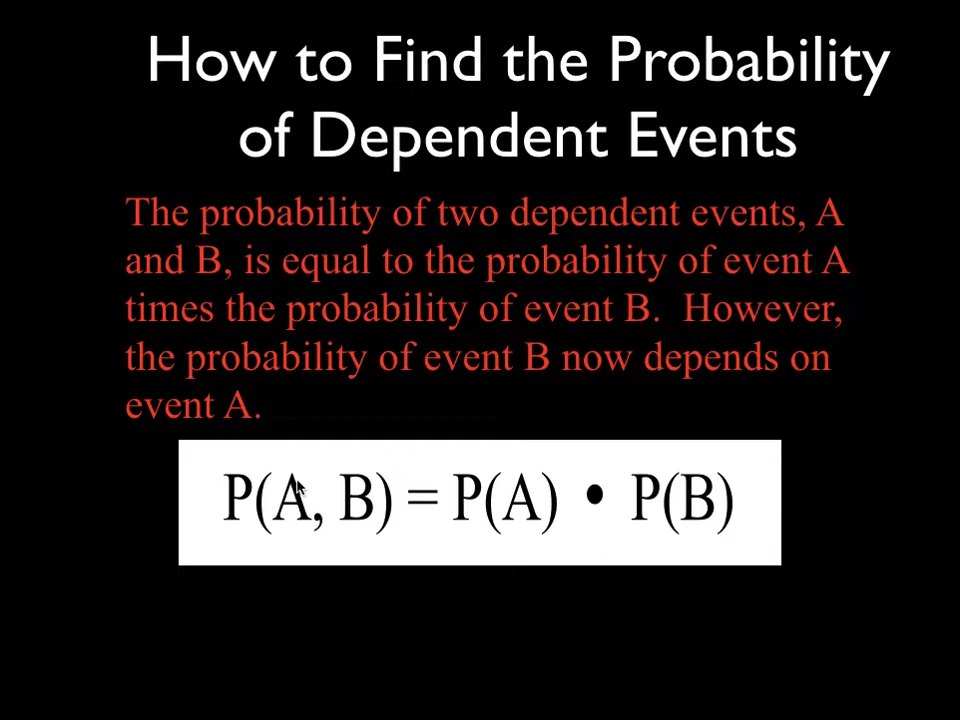 How to Find the Probability
of Dependent Events
The probability of two dependent events, A
and B, is equal to the probability of event A
times the probability of event B.  However,
the probability of event B now depends on
event A.
P(A, B) = P(A) • P(B)